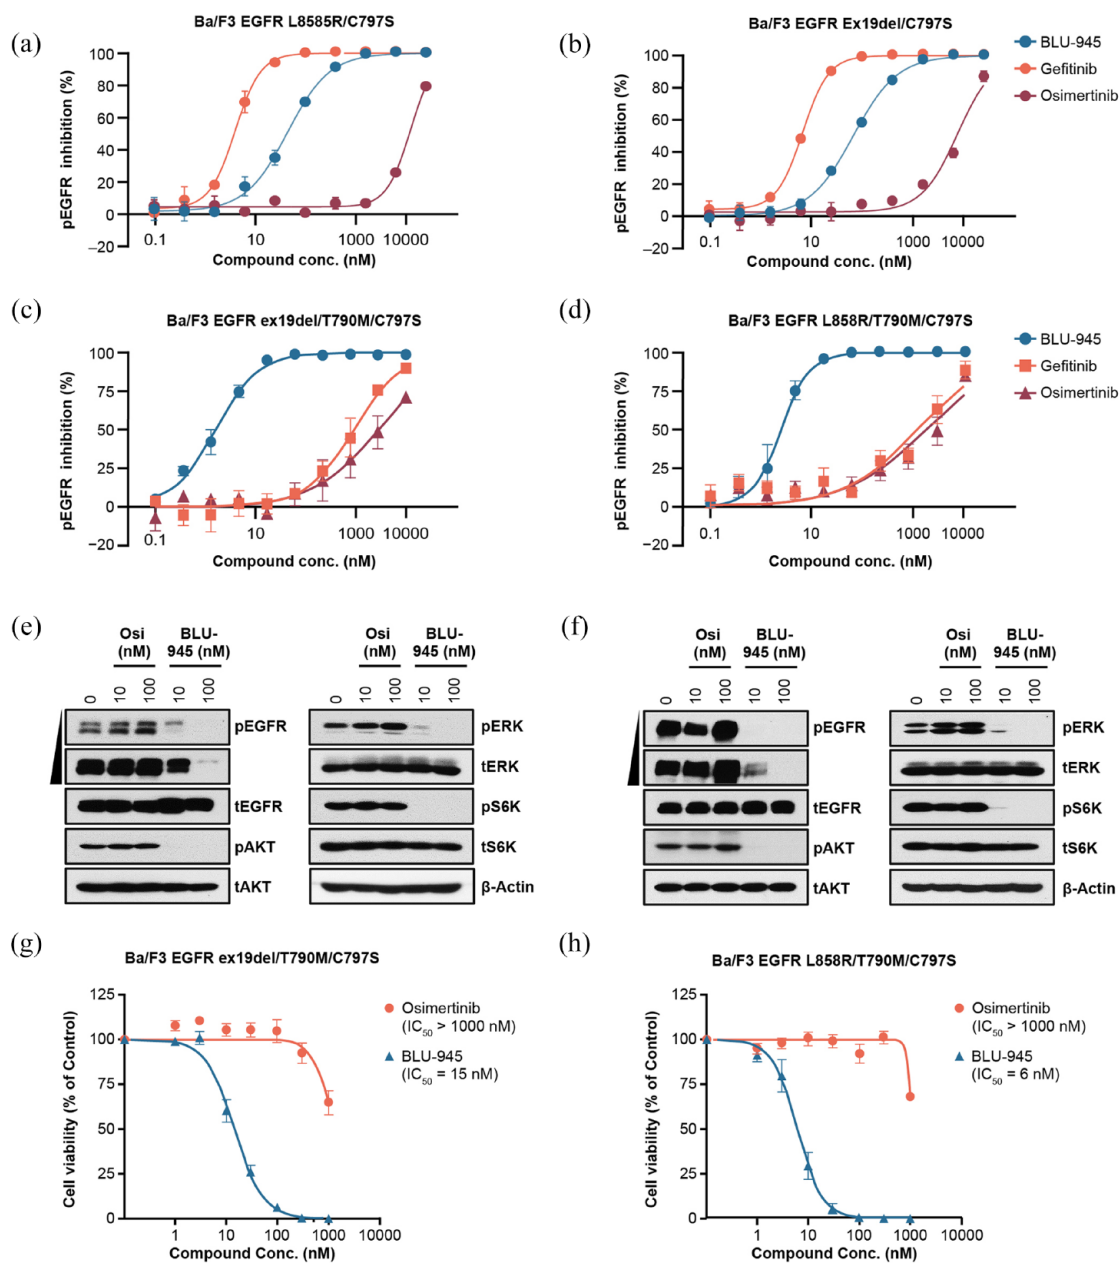 Ba/F3 EGFR L8585R/C797S
(a)
100
80
60
40
20
0
−20
pEGFR inhibition (%)
0.1
10
1000
10000
Compound conc. (nM)
Ba/F3 EGFR Ex19del/C797S
(b)
100
80
60
40
20
0
−20
pEGFR inhibition (%)
0.1
10
1000
10000
Compound conc. (nM)
BLU-945
Gefitinib
Osimertinib
(c)
Ba/F3 EGFR ex19del/T790M/C797S
100
75
50
25
0
−20
pEGFR inhibition (%)
0.1
10
1000
10000
Compound conc. (nM)
(d)
Ba/F3 EGFR L858R/T790M/C797S
100
75
50
25
0
−20
pEGFR inhibition (%)
0.1
10
1000
10000
Compound conc. (nM)
BLU-945
Gefitinib
Osimertinib
(e)
Osi
(nM)
BLU-
945 (nM)
0
10
100
10
100
pEGFR
tERK
tEGFR
pAKT
tAKT
Osi
(nM)
BLU-
945 (nM)
0
10
100
10
100
pERK
tERK
pS6K
tS6K
β-Actin
(f)
Osi
(nM)
BLU-
945 (nM)
0
10
100
10
100
pEGFR
tERK
tEGFR
pAKT
tAKT
Osi
(nM)
BLU-
945 (nM)
0
10
100
10
100
pERK
tERK
pS6K
tS6K
β-Actin
(g)
Ba/F3 EGFR ex19del/T790M/C797S
125
100
75
50
25
0
Cell viability (% of Control)
1
10
100
1000
10000
Compound Conc. (nM)
Osimertinib
(IC50 > 1000 nM)
BLU-945
(IC50 = 15 nM)
(h)
Ba/F3 EGFR L858R/T790M/C797S
125
100
75
50
25
0
Cell viability (% of Control)
1
10
100
1000
10000
Compound Conc. (nM)
Osimertinib
(IC50 > 1000 nM)
BLU-945
(IC50 = 6 nM)